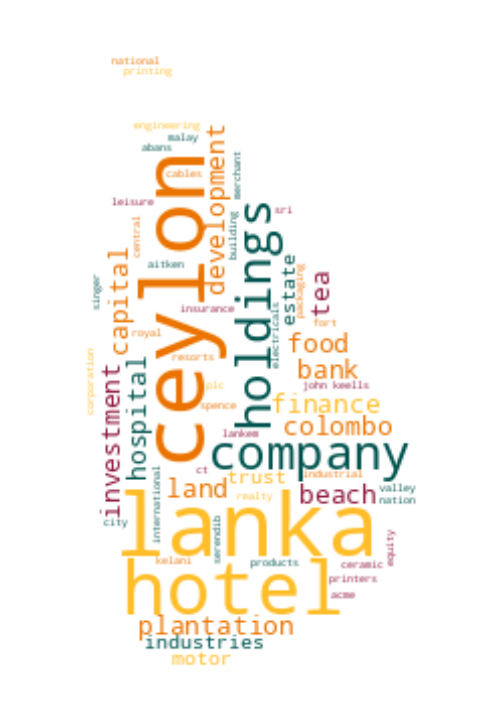 national
printing
engineering
malay
abans
cables
ceylon
development
merchant
leisure
sri
building
central
holdings
aitken
singer
capital
estate
packaging
tea
insurance
electricals
fort
royal
food
resorts
bank
corporation
hospital
investment
plc
john keells
spence
finance
colombo
lankem
company
ct
trust
industrial
land
beach
valley
realty
nation
international
lanka
city
serendib
equity
kelani
products
ceramic
hotel
printers
acme
plantation
industries
motor